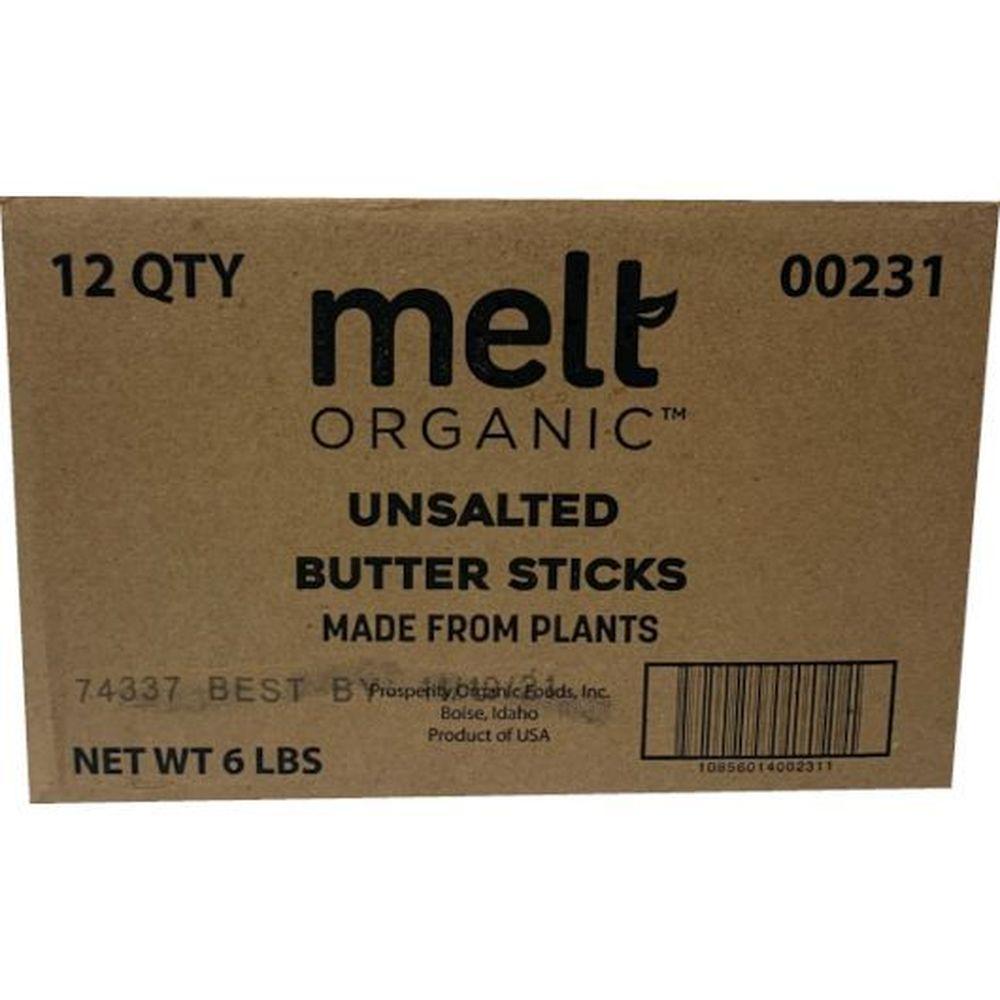 12 QTY
melt
00231
ORGANIC™
UNSALTED
BUTTER STICKS
MADE FROM PLANTS
74337 BEST BY
Prosperity Organic Foods, Inc.
Boise, Idaho
Product of USA
NET WT 6 LBS
10856014002311